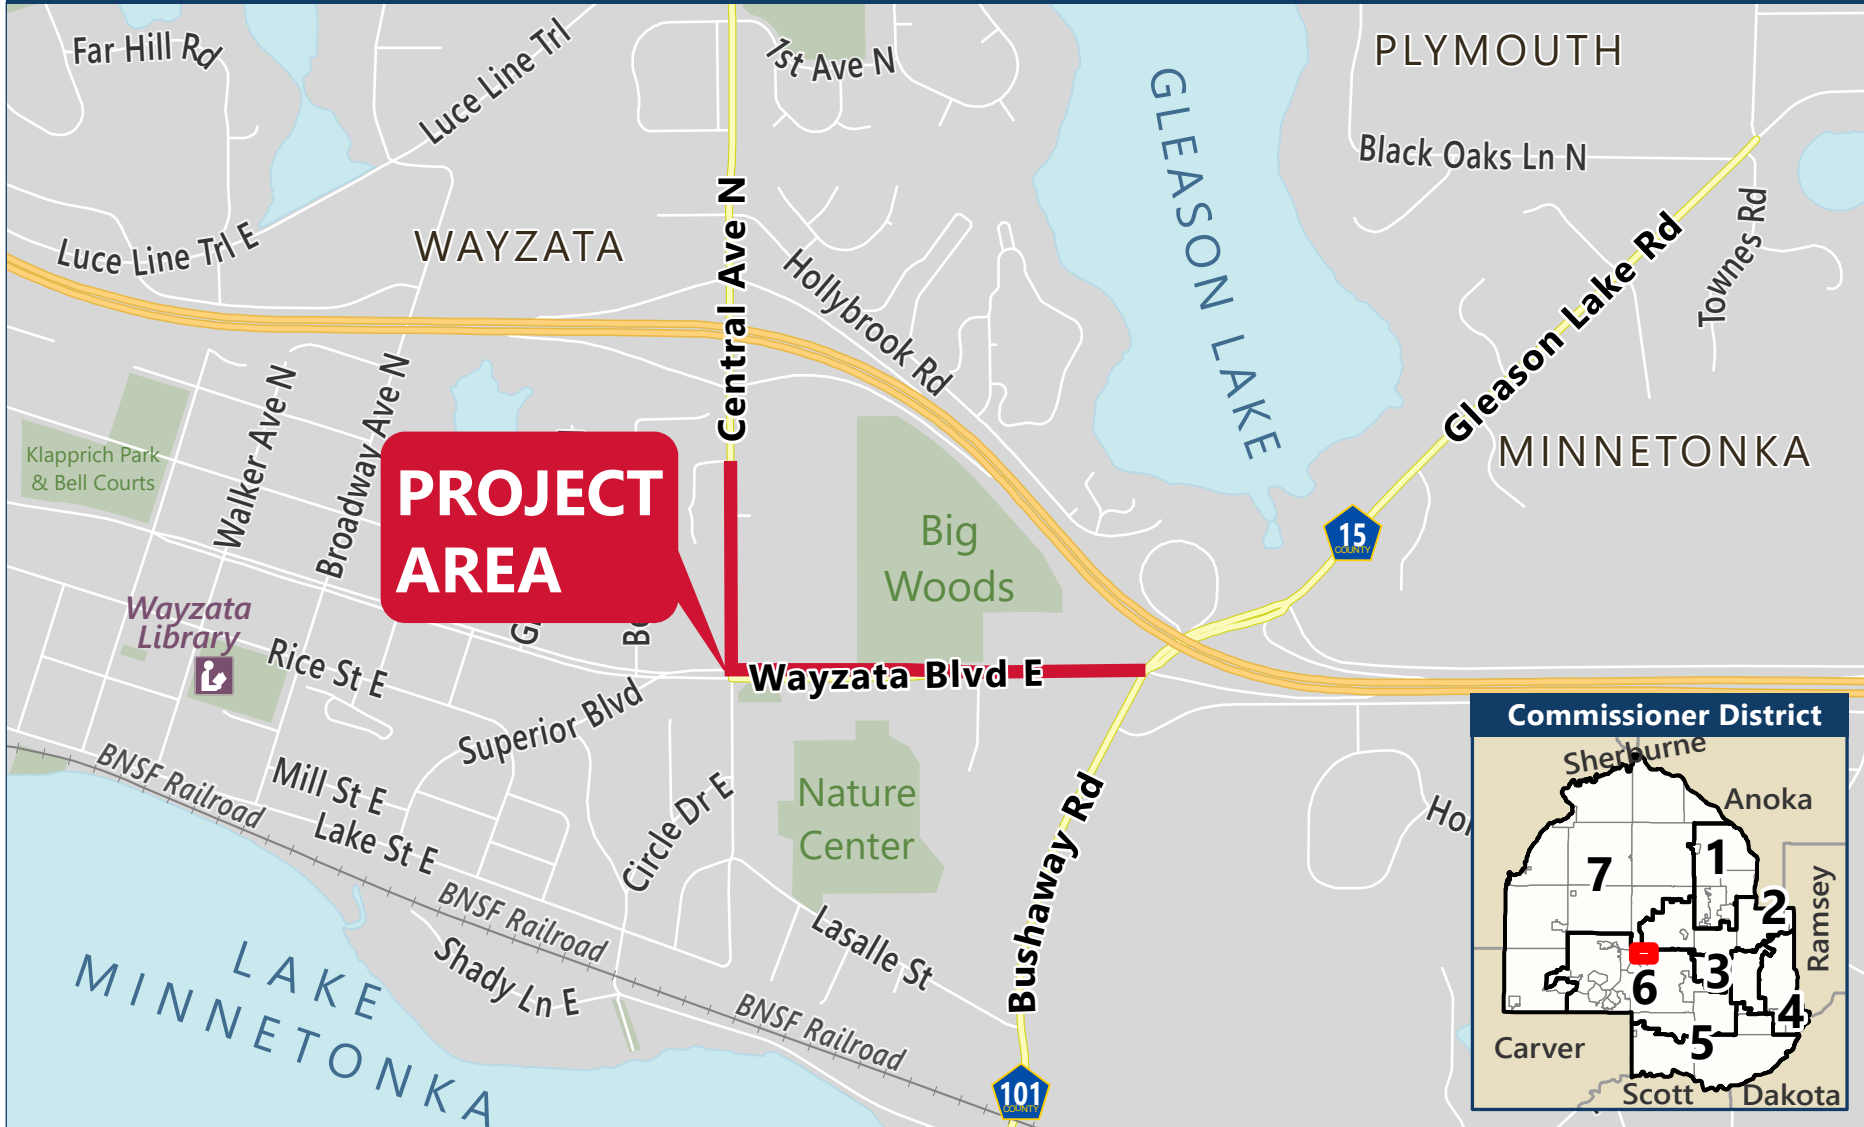 Far Hill Rd
Luce Line Trl
1st Ave N
PLYMOUTH
GLEASON LAKE
Black Oaks Ln N
Townes Rd
Luce Line Trl E
WAYZATA
Central Ave N
Hollybrook Rd
Gleason Lake Rd
MINNETONKA
Klapprich Park
& Bell Courts
Walker Ave N
Broadway Ave N
PROJECT
AREA
Big
Woods
15
COUNTY
Wayzata
Library
Rice St E
Superior Blvd
Wayzata Blvd E
BNSF Railroad
Mill St E
Lake St E
Circle Dr E
Nature
Center
Bushaway Rd
BNSF Railroad
Lasalle St
Shady Ln E
BNSF Railroad
LAKE
MINNETONKA
101
COUNTY
Commissioner District
Sherburne
Anoka
Ramsey
7
1
2
3
6
4
5
Carver
Scott
Dakota